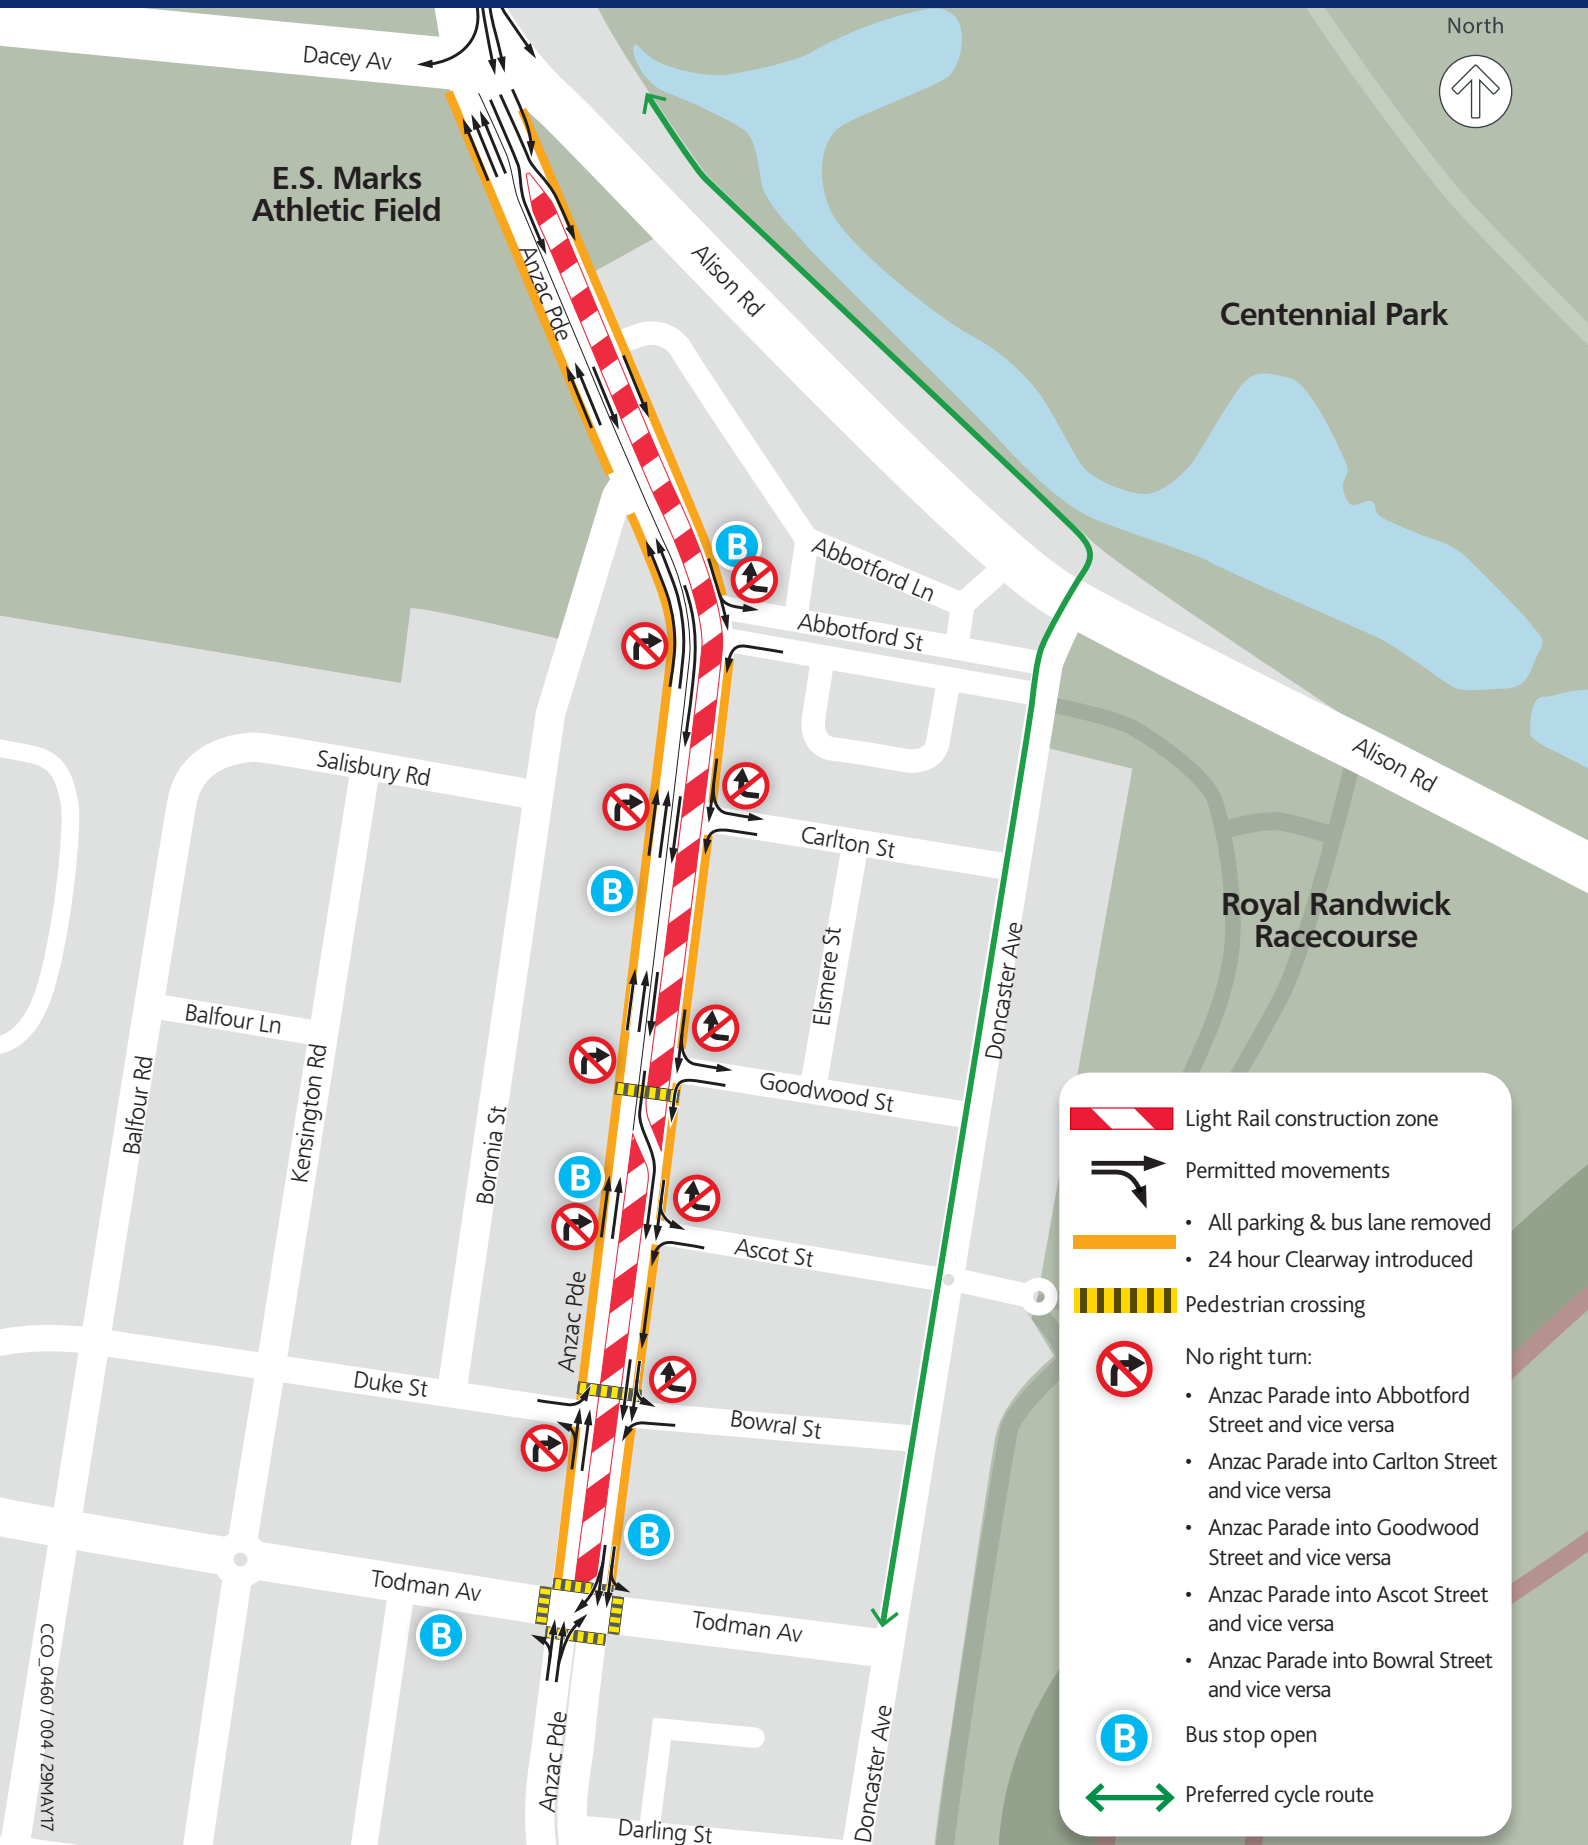 North
Dacey Av
E.S. Marks
Athletic Field
Anzac Pde
Alison Rd
Centennial Park
B
Abbotford Ln
Abbotford St
Salisbury Rd
Alison Rd
Carlton St
B
Royal Randwick
Racecourse
Elsmere St
Doncaster Ave
Balfour Ln
Balfour Rd
Kensington Rd
Boronia St
Goodwood St
B
Ascot St
Anzac Pde
Duke St
Bowral St
B
Todman Av
Todman Av
B
Anzac Pde
Doncaster Ave
Darling St
CCO_0460 / 004 / 29MAY17
Light Rail construction zone
Permitted movements
• All parking & bus lane removed
• 24 hour Clearway introduced
Pedestrian crossing
No right turn:
• Anzac Parade into Abbotford
Street and vice versa
• Anzac Parade into Carlton Street
and vice versa
• Anzac Parade into Goodwood
Street and vice versa
• Anzac Parade into Ascot Street
and vice versa
• Anzac Parade into Bowral Street
and vice versa
B
Bus stop open
Preferred cycle route